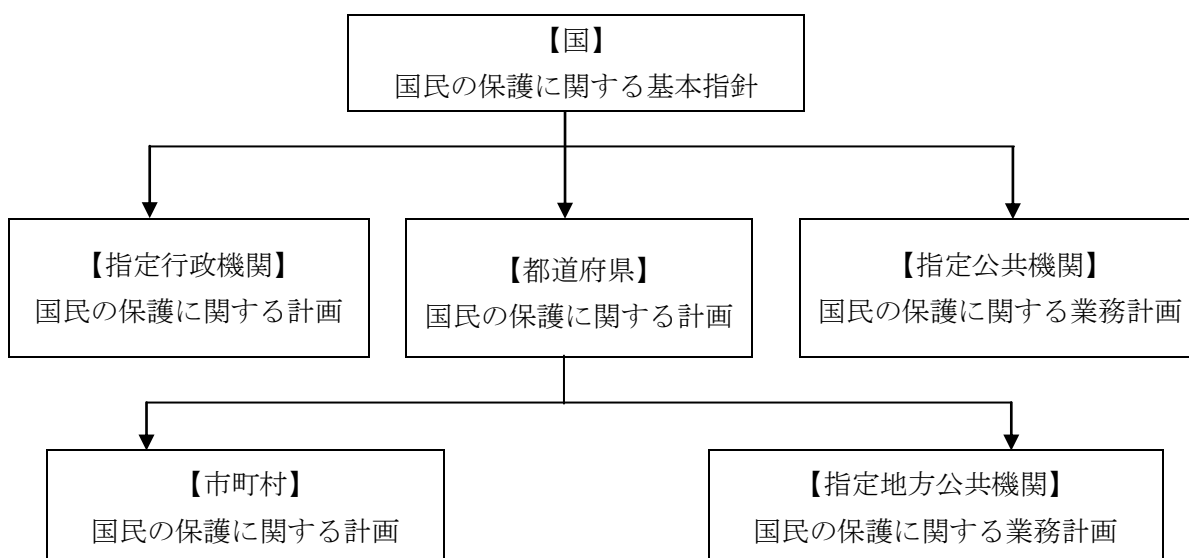 【国】
国民の保護に関する基本指針
【指定行政機関】
国民の保護に関する計画
【都道府県】
国民の保護に関する計画
【指定公共機関】
国民の保護に関する業務計画
【市町村】
国民の保護に関する計画
【指定地方公共機関】
国民の保護に関する業務計画